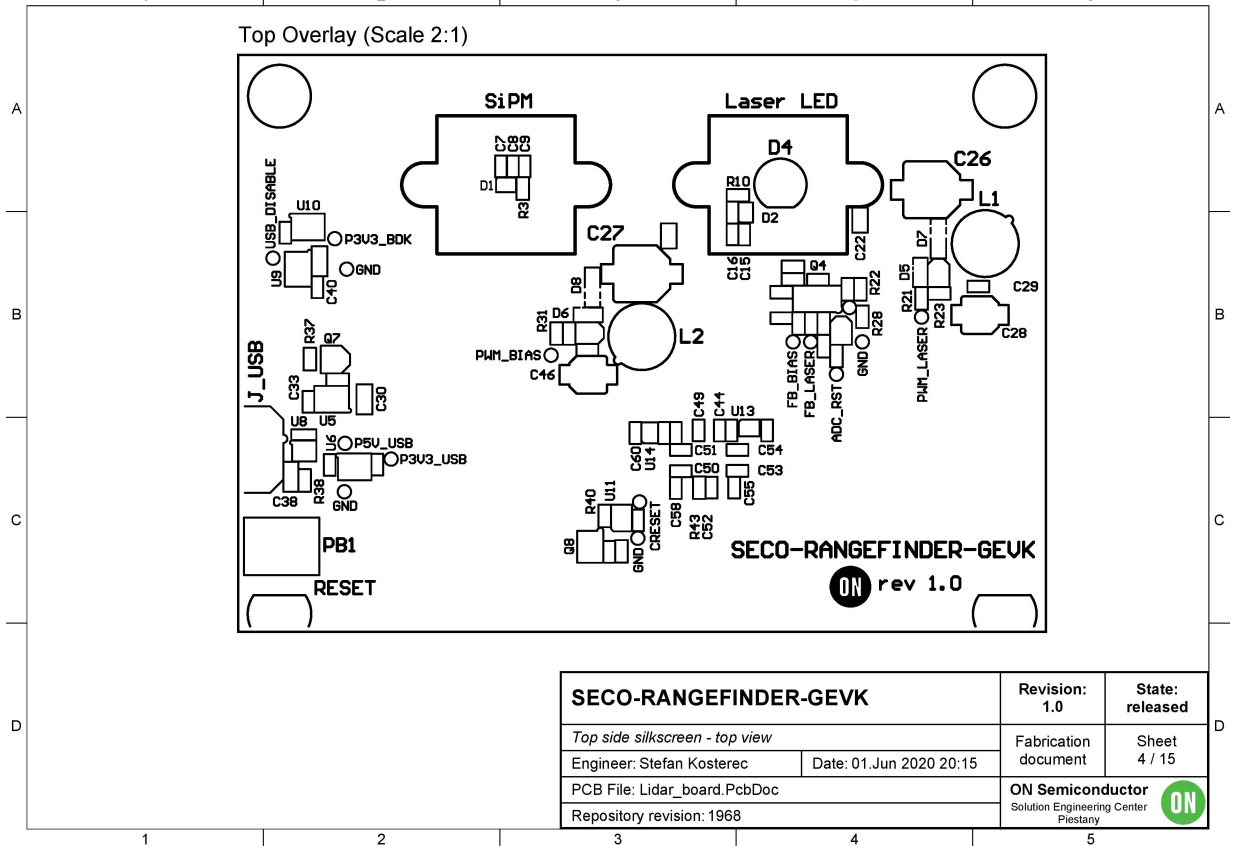 Top Overlay (Scale 2:1)
A
A
SiPM
Laser LED
C7
C8
C9
D4
C26
D1
R3
R10
D2
L1
USB_DISABLE
U10
P3V3_BDK
U9
GND
C40
C27
C16
C15
C22
D7
D8
Q4
R22
D5
C29
B
B
R37
Q7
R31
D6
L2
R28
R21
R23
C28
PWM_BIAS
C46
FB_BIAS
FB_LASER
ADC_RST
GND
PWM_LASER
J_USB
C33
U5
C30
U8
U6
P5V_USB
P3V3_USB
C38
R38
GND
C49
C44
U13
C60
U14
C51
C54
C50
C53
C58
R43
C52
C55
R40
U11
CRESET
Q8
GND
C
C
PB1
RESET
SECO-RANGEFINDER-GEVK
ON rev 1.0
D
D
SECO-RANGEFINDER-GEVK
Revision:
1.0
State:
released
Top side silkscreen - top view
Fabrication
document
Sheet
4 / 15
Engineer: Stefan Kosterec
Date: 01.Jun 2020 20:15
PCB File: Lidar_board.PcbDoc
Repository revision: 1968
ON Semiconductor
Solution Engineering Center
Piestany
ON
1
2
3
4
5